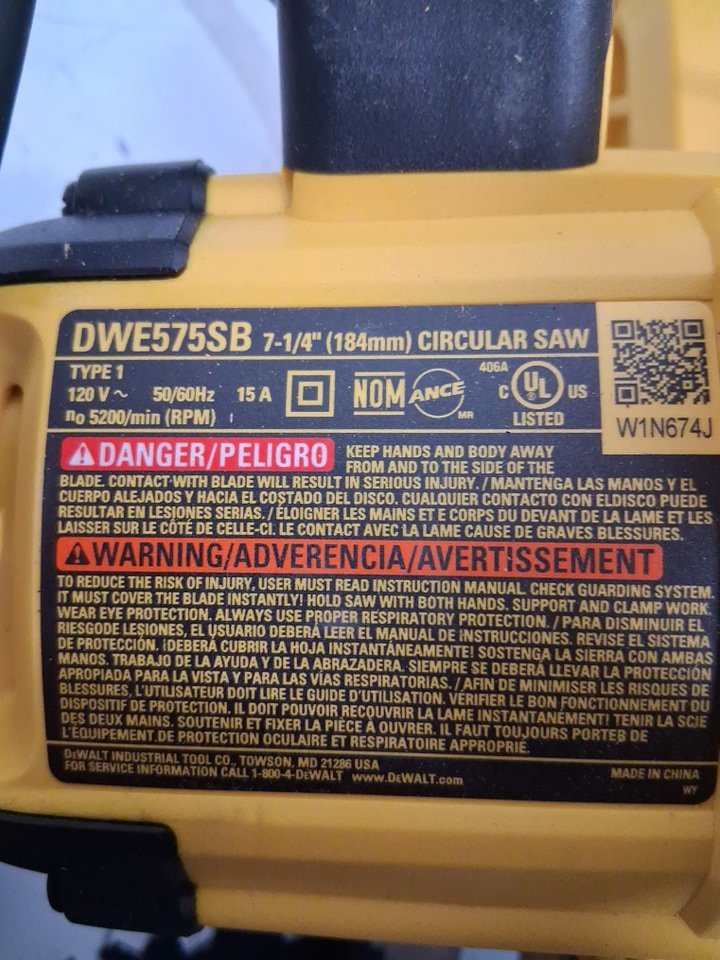 DWE575SB 7-1/4" (184mm) CIRCULAR SAW
TYPE 1
120 V ~ 50/60Hz 15 A
no 5200/min (RPM)
NOM ANCE MR
406A
C UL US
LISTED
W1N674J
DANGER/PELIGRO KEEP HANDS AND BODY AWAY
FROM AND TO THE SIDE OF THE
BLADE. CONTACT WITH BLADE WILL RESULT IN SERIOUS INJURY. / MANTENGA LAS MANOS Y EL
CUERPO ALEJADOS Y HACIA EL COSTADO DEL DISCO. CUALQUIER CONTACTO CON ELDISCO PUEDE
RESULTAR EN LESIONES SERIAS. / ÉLOIGNER LES MAINS ET E CORPS DU DEVANT DE LA LAME ET LES
LAISSER SUR LE CÔTÉ DE CELLE-CI. LE CONTACT AVEC LA LAME CAUSE DE GRAVES BLESSURES.
WARNING/ADVERENCIA/AVERTISSEMENT
TO REDUCE THE RISK OF INJURY, USER MUST READ INSTRUCTION MANUAL. CHECK GUARDING SYSTEM.
IT MUST COVER THE BLADE INSTANTLY! HOLD SAW WITH BOTH HANDS. SUPPORT AND CLAMP WORK.
WEAR EYE PROTECTION. ALWAYS USE PROPER RESPIRATORY PROTECTION. / PARA DISMINUIR EL
RIESGODE LESIONES, EL USUARIO DEBERÁ LEER EL MANUAL DE INSTRUCCIONES. REVISE EL SISTEMA
DE PROTECCIÓN. ¡DEBERÁ CUBRIR LA HOJA INSTANTÁNEAMENTE! SOSTENGA LA SIERRA CON AMBAS
MANOS. TRABAJO DE LA AYUDA Y DE LA ABRAZADERA. SIEMPRE SE DEBERÁ LLEVAR LA PROTECCIÓN
APROPIADA PARA LA VISTA Y PARA LAS VÍAS RESPIRATORIAS. / AFIN DE MINIMISER LES RISQUES DE
BLESSURES, L'UTILISATEUR DOIT LIRE LE GUIDE D'UTILISATION. VERIFIER LE BON FONCTIONNEMENT DU
DISPOSITIF DE PROTECTION. IL DOIT POUVOIR RECOUVRIR LA LAME INSTANTANEMENT! TENIR LA SCIE
DES DEUX MAINS. SOUTENIR ET FIXER LA PIÈCE À OUVRER. IL FAUT TOUJOURS PORTER DE
L'ÉQUIPEMENT DE PROTECTION OCULAIRE ET RESPIRATOIRE APPROPRIÉ.
DEWALT INDUSTRIAL TOOL CO., TOWSON, MD 21286 USA
FOR SERVICE INFORMATION CALL 1-800-4-DEWALT www.DEWALT.com
MADE IN CHINA
WY